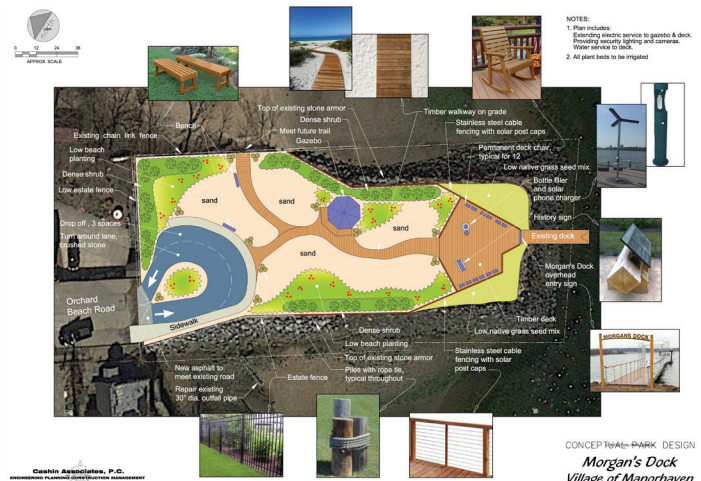 NOTES:
1. Plan includes:
Extending electric service to gazebo & deck.
Providing security lighting and cameras.
Water service to deck.
2. All plant beds to be irrigated
0 12 24 36
APPROX SCALE
Top of existing stone armor
Dense shrub
Meet future trail
Gazebo
Timber walkway on grade
Stainless steel cable
fencing with solar post caps
Bench
Existing chain link fence
Low beach
planting
Dense shrub
Low estate fence
Drop off , 3 spaces
Turn around lane,
crushed stone
Permanent deck chair,
typical for 12
Low native grass seed mix
Bottle filler
and solar
phone charger
History sign
Existing dock
Morgan's Dock
overhead
entry sign
sand
sand
sand
sand
sand
Orchard
Beach Road
Sidewalk
Timber deck
Low native grass seed mix
Dense shrub
Low beach planting
Top of existing stone armor
Piles with rope tie,
typical throughout
Stainless steel cable
fencing with solar
post caps
New asphalt to
meet existing road
Repair existing
30" dia. outfall pipe
Estate fence
MORGANS DOCK
Cashin Associates, P.C.
ENGINEERING PLANNING CONSTRUCTION MANAGEMENT
CONCEPTUAL PARK DESIGN
Morgan's Dock
Village of Manorhaven